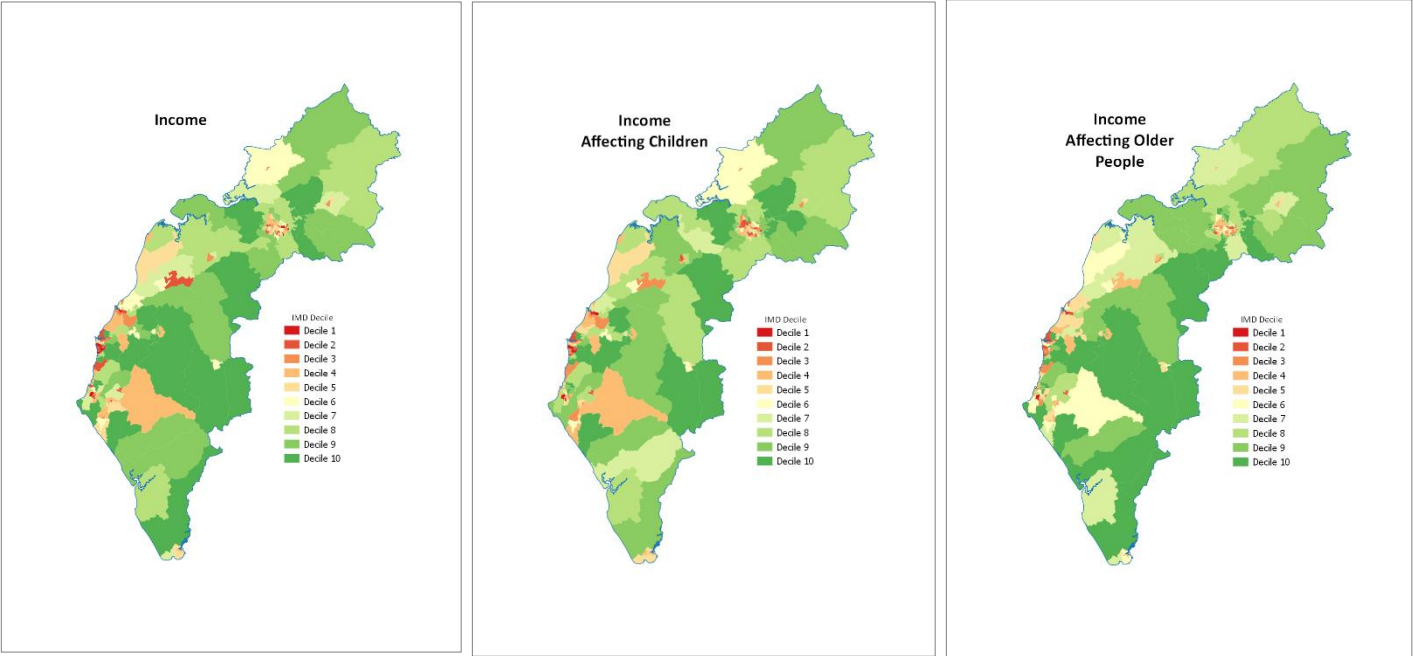 Income
IMD Decile
Decile 1
Decile 2
Decile 3
Decile 4
Decile 5
Decile 6
Decile 7
Decile 8
Decile 9
Decile 10
Income
Affecting Children
IMD Decile
Decile 1
Decile 2
Decile 3
Decile 4
Decile 5
Decile 6
Decile 7
Decile 8
Decile 9
Decile 10
Income
Affecting Older
People
IMD Decile
Decile 1
Decile 2
Decile 3
Decile 4
Decile 5
Decile 6
Decile 7
Decile 8
Decile 9
Decile 10